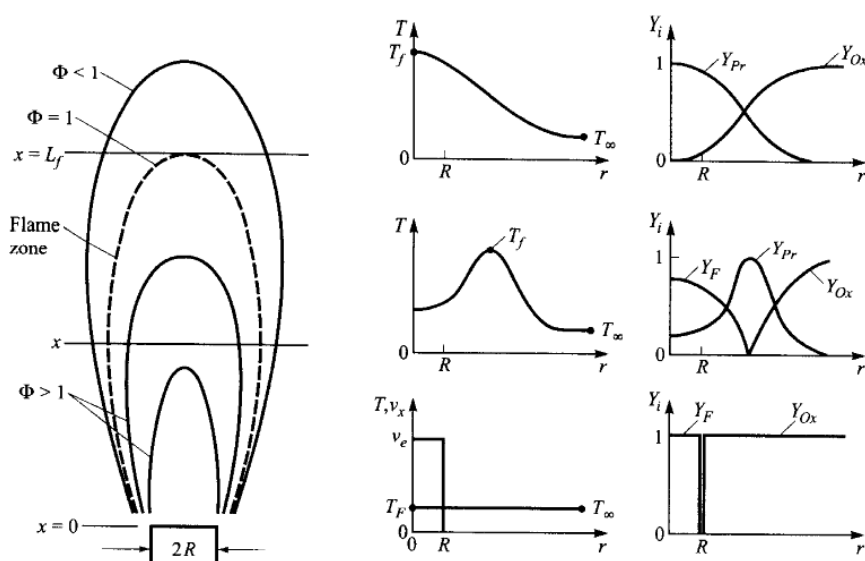 Φ < 1
Φ = 1
x = L_f
Flame
zone
x
Φ > 1
x = 0
2R
T
T_f
T_∞
0
R
r
Y_i
1
Y_Pr
Y_Ox
0
R
r
T
T_f
T_∞
0
R
r
Y_i
1
Y_F
Y_Pr
Y_Ox
0
R
r
T, v_x
v_e
T_F
T_∞
0
0
R
r
Y_i
Y_F
Y_Ox
1
0
R
r